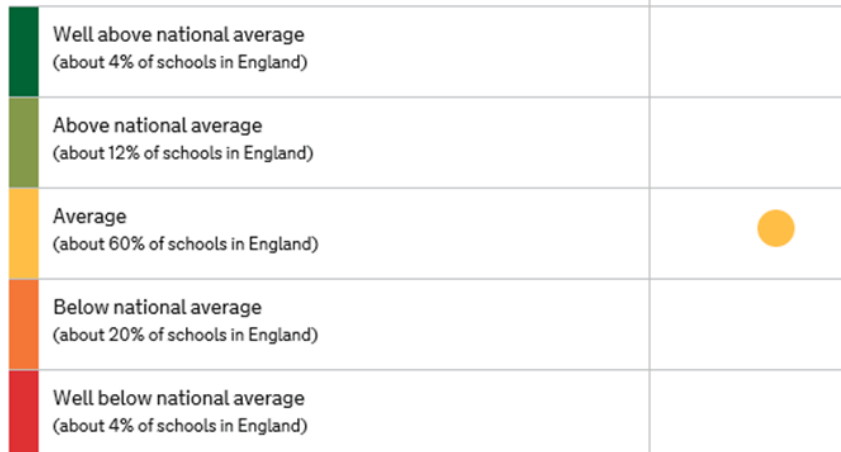 Well above national average
(about 4% of schools in England)
Above national average
(about 12% of schools in England)
Average
(about 60% of schools in England)
Below national average
(about 20% of schools in England)
Well below national average
(about 4% of schools in England)